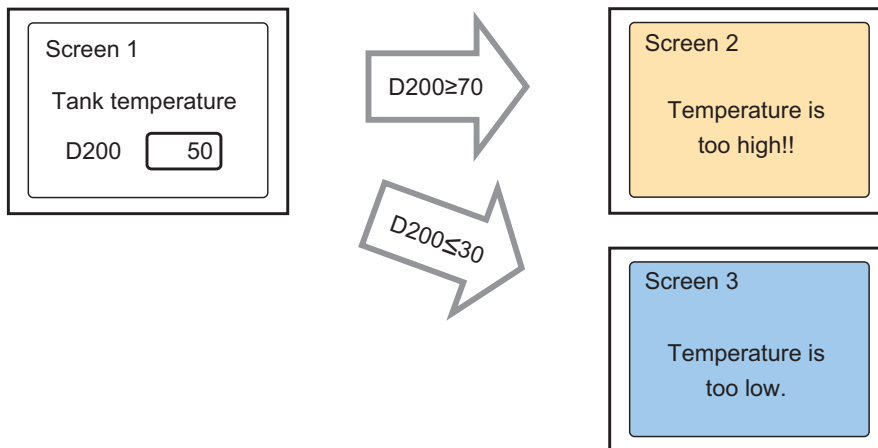 Screen 1
Tank temperature
D200 50
D200≥70
D200≤30
Screen 2
Temperature is
too high!!
Screen 3
Temperature is
too low.